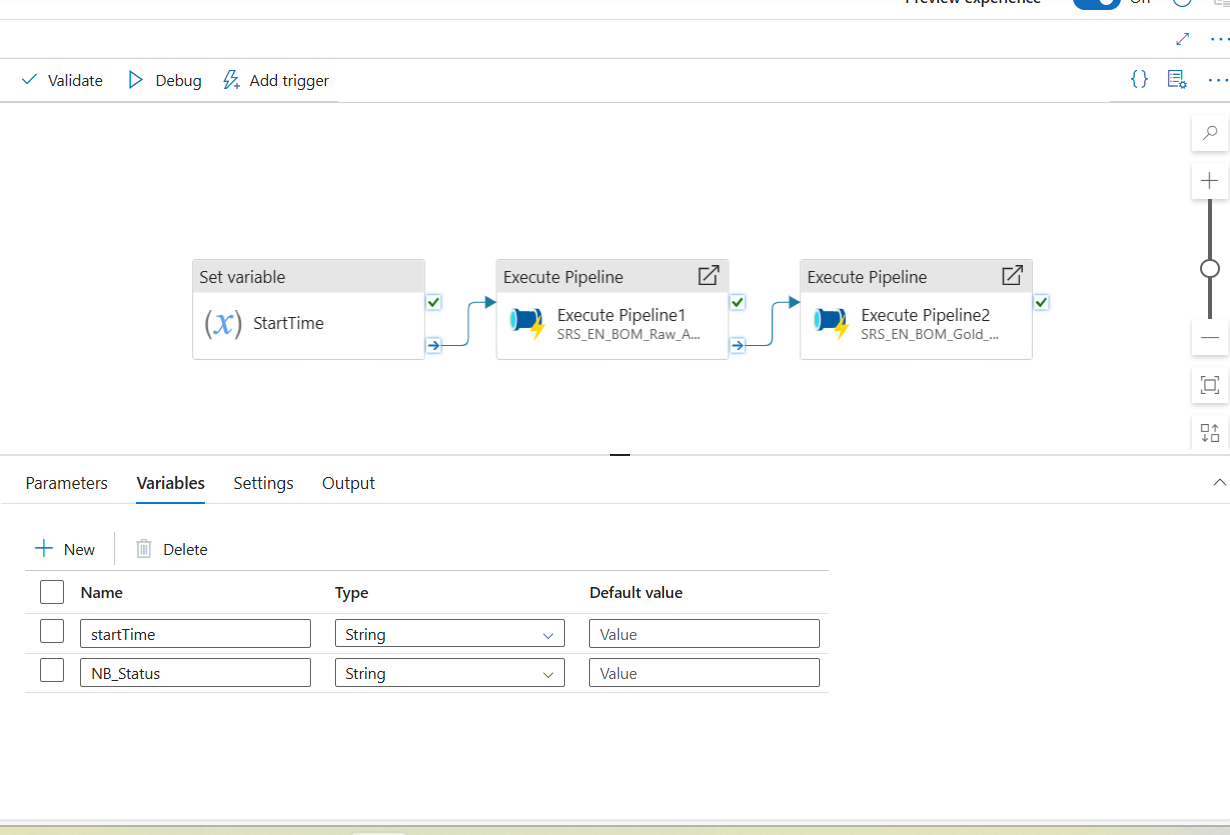 Preview experience
Validate
Debug
Add trigger
Set variable
(x) StartTime
Execute Pipeline
Execute Pipeline1
SRS_EN_BOM_Raw_A...
Execute Pipeline
Execute Pipeline2
SRS_EN_BOM_Gold_...
Parameters
Variables
Settings
Output
New
Delete
Name
Type
Default value
startTime
String
Value
NB_Status
String
Value